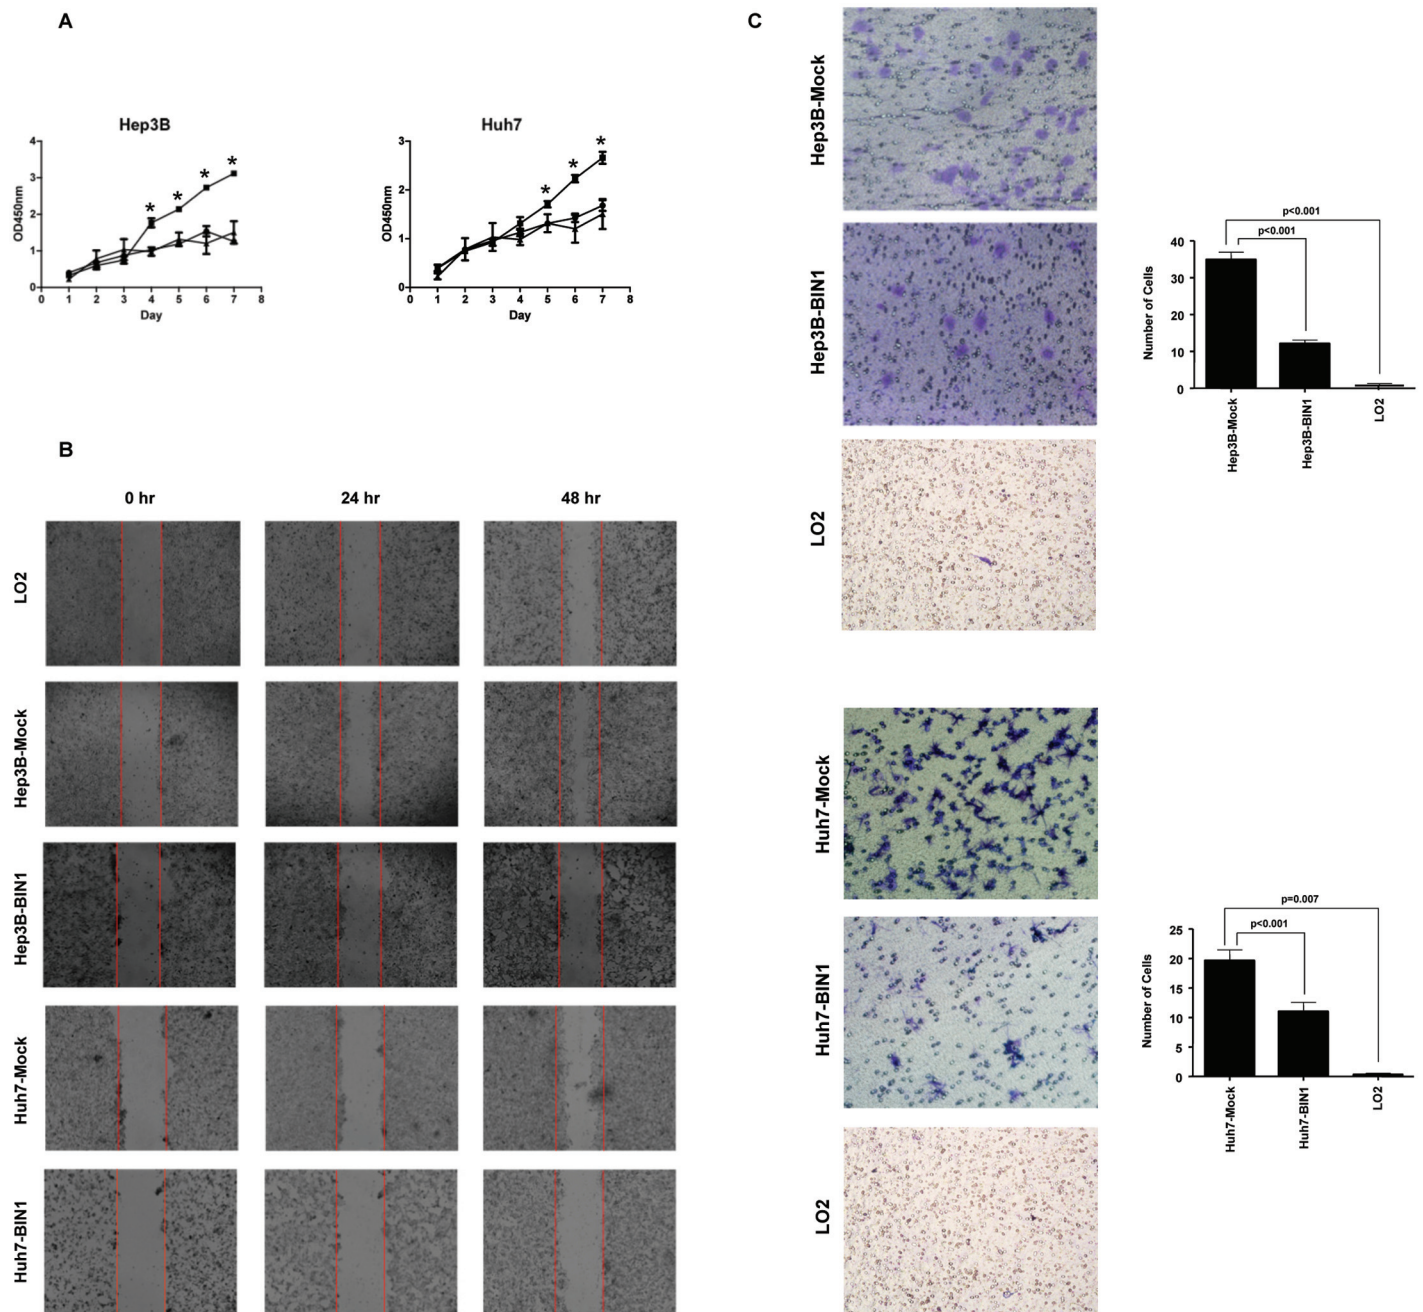 A
Hep3B
OD450nm
4
3
2
1
0
0 1 2 3 4 5 6 7 8
Day
* * * *
Huh7
OD450nm
3
2
1
0
0 1 2 3 4 5 6 7 8
Day
* * *
B
0 hr 24 hr 48 hr
LO2
Hep3B-Mock
Hep3B-BIN1
Huh7-Mock
Huh7-BIN1
C
Hep3B-Mock
Hep3B-BIN1
LO2
p<0.001
p<0.001
Number of Cells
40
30
20
10
0
Hep3B-Mock
Hep3B-BIN1
LO2
Huh7-Mock
Huh7-BIN1
LO2
p=0.007
p<0.001
Number of Cells
25
20
15
10
5
0
Huh7-Mock
Huh7-BIN1
LO2